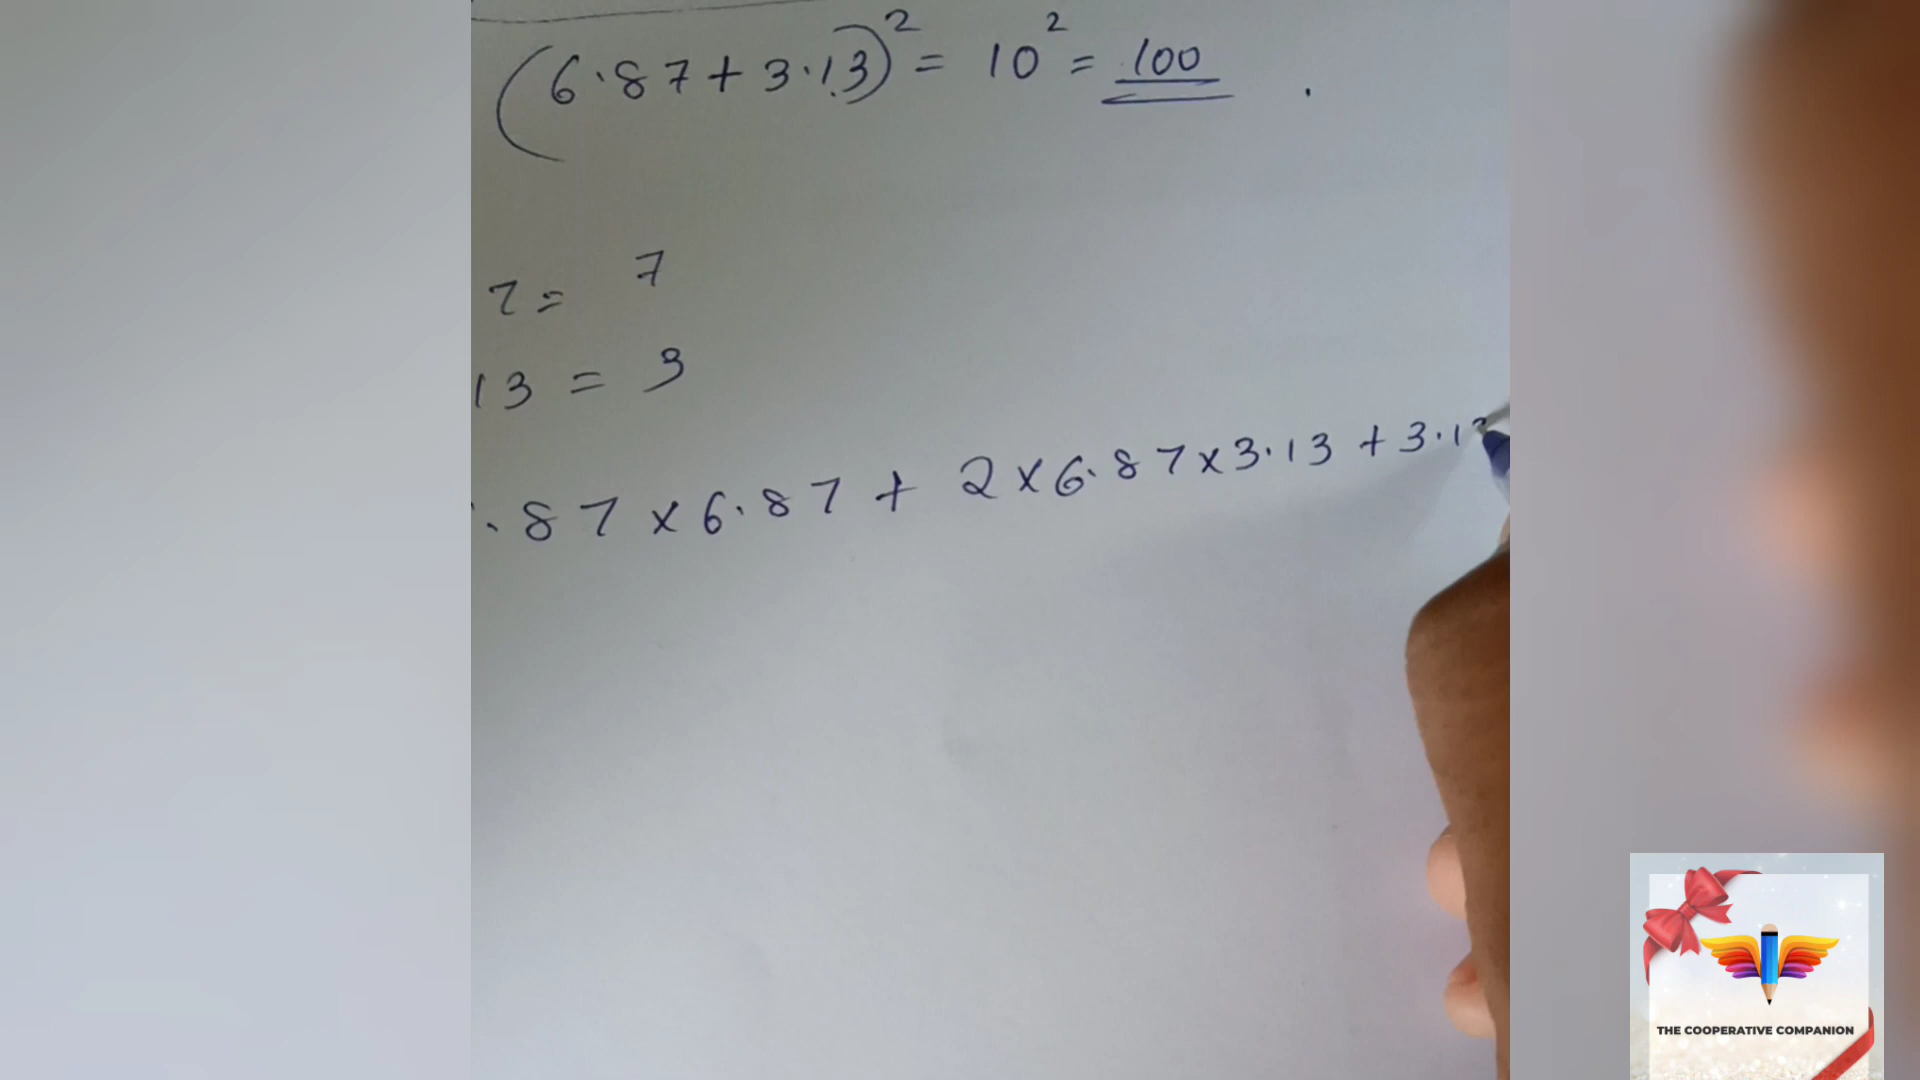 (6.87+3.13)² = 10² = 100
7 = 7
13 = 3
.87 x 6.87 + 2 x 6.87 x 3.13 + 3.1
THE COOPERATIVE COMPANION